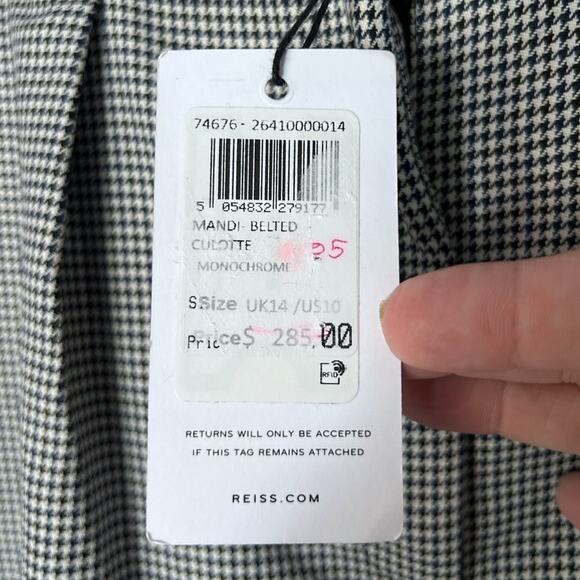 74676 - 26410000014
5 054832 279177
MANDI- BELTED
CULOTTE
MONOCHROME
S. Size UK14 /US10
Price $ 285.00
RFID
RETURNS WILL ONLY BE ACCEPTED
IF THIS TAG REMAINS ATTACHED
REISS.COM